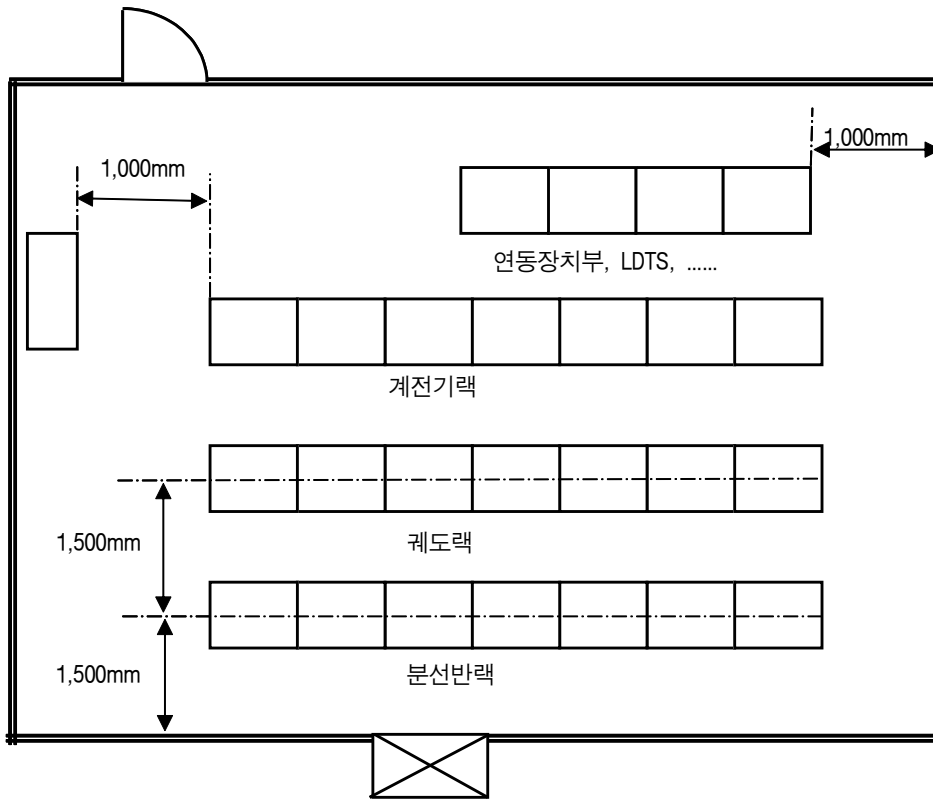 1,000mm
1,000mm
연동장치부, LDTS, ......
계전기랙
1,500mm
궤도랙
1,500mm
분선반랙